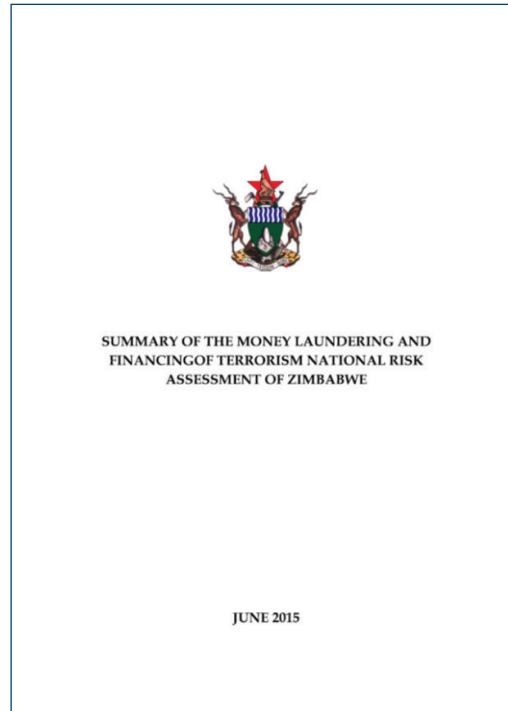 SUMMARY OF THE MONEY LAUNDERING AND
FINANCINGOF TERRORISM NATIONAL RISK
ASSESSMENT OF ZIMBABWE
JUNE 2015